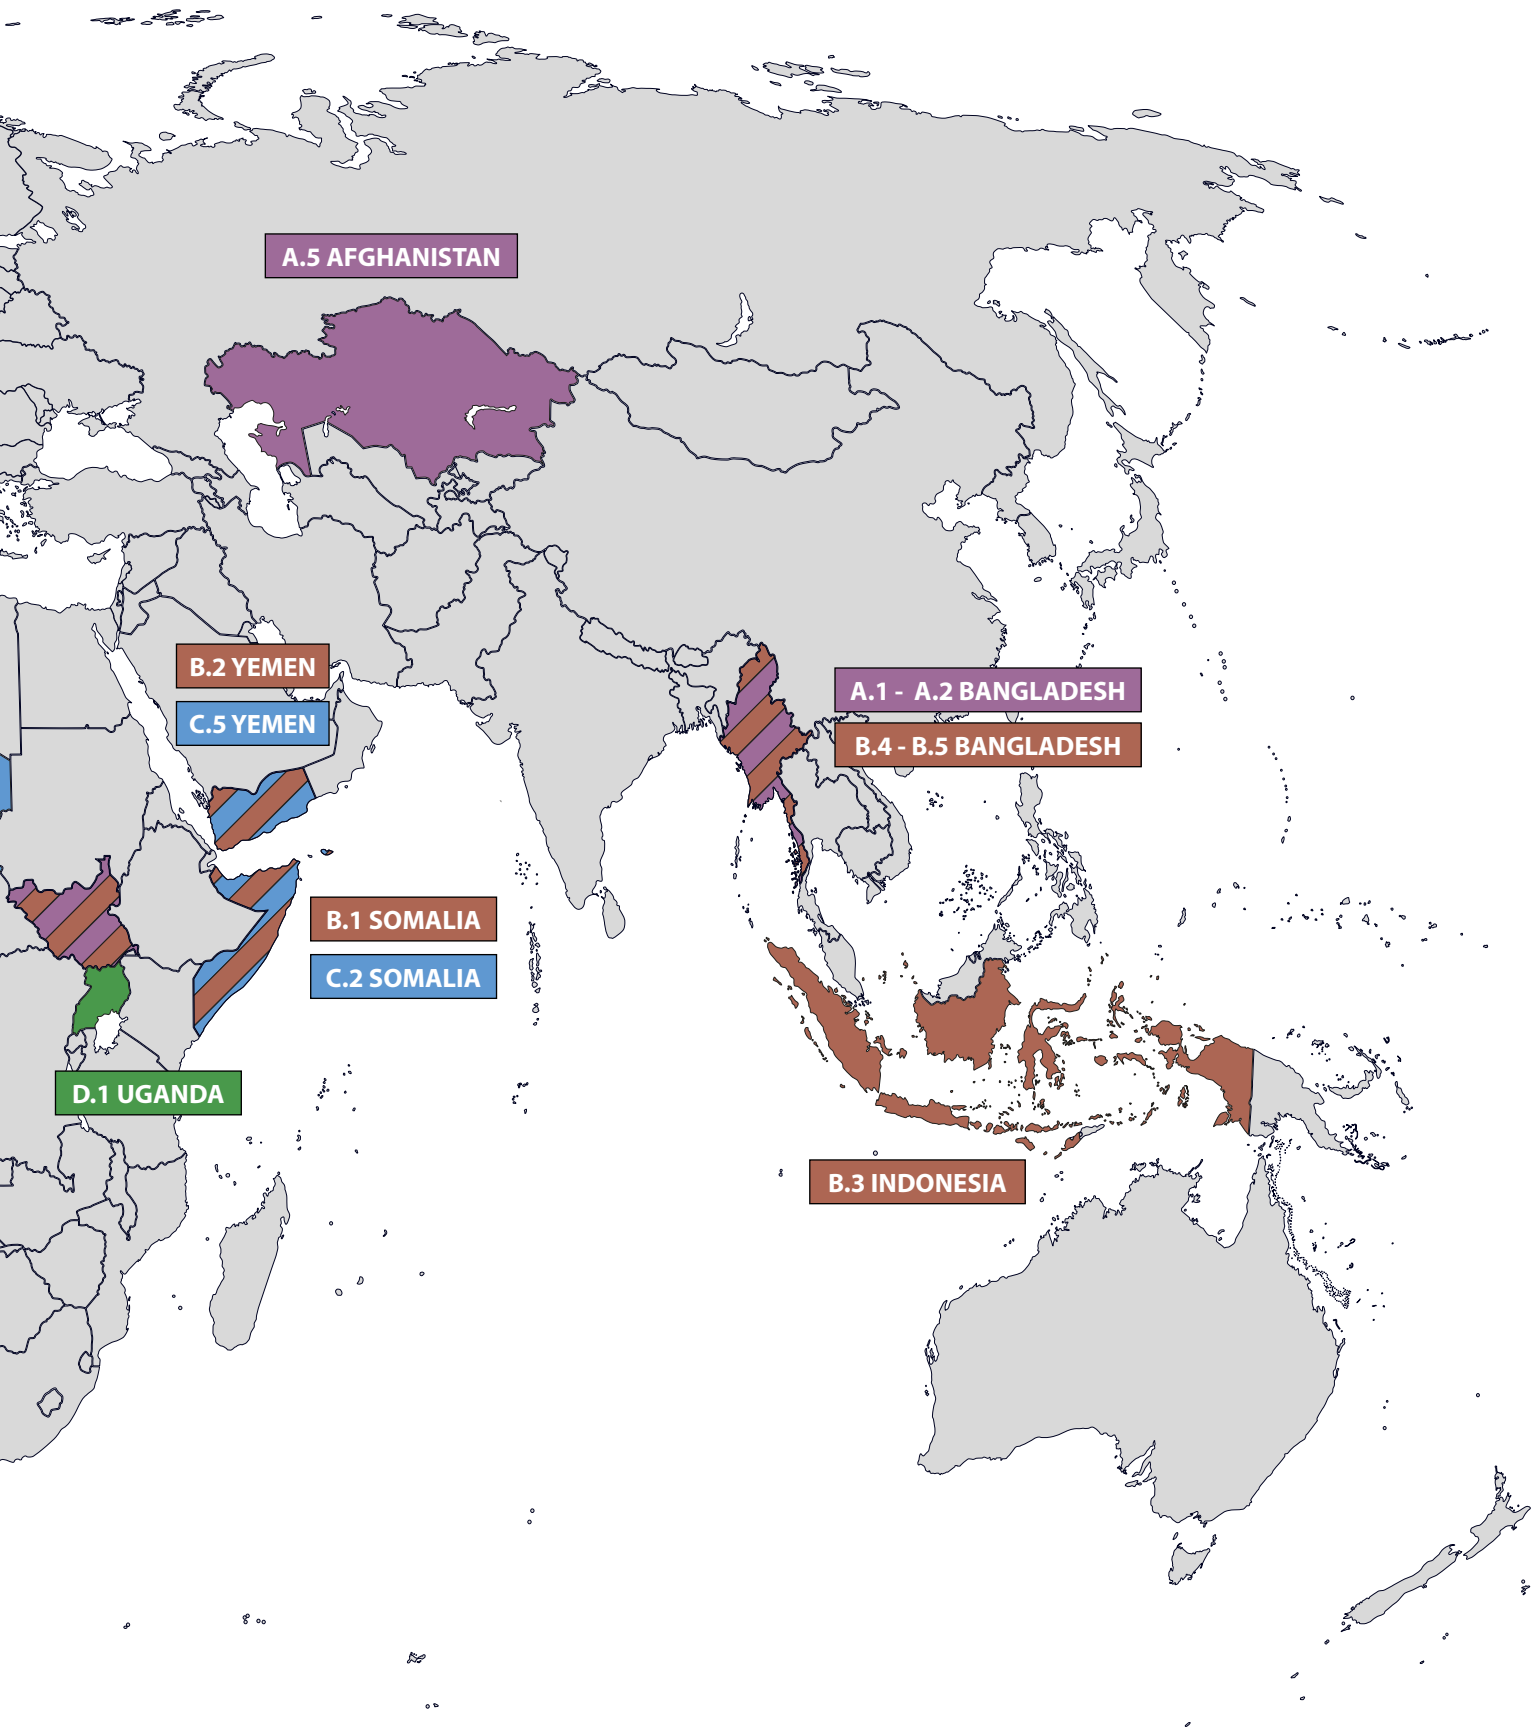 A.5 AFGHANISTAN
B.2 YEMEN
C.5 YEMEN
A.1 - A.2 BANGLADESH
B.4 - B.5 BANGLADESH
B.1 SOMALIA
C.2 SOMALIA
D.1 UGANDA
B.3 INDONESIA